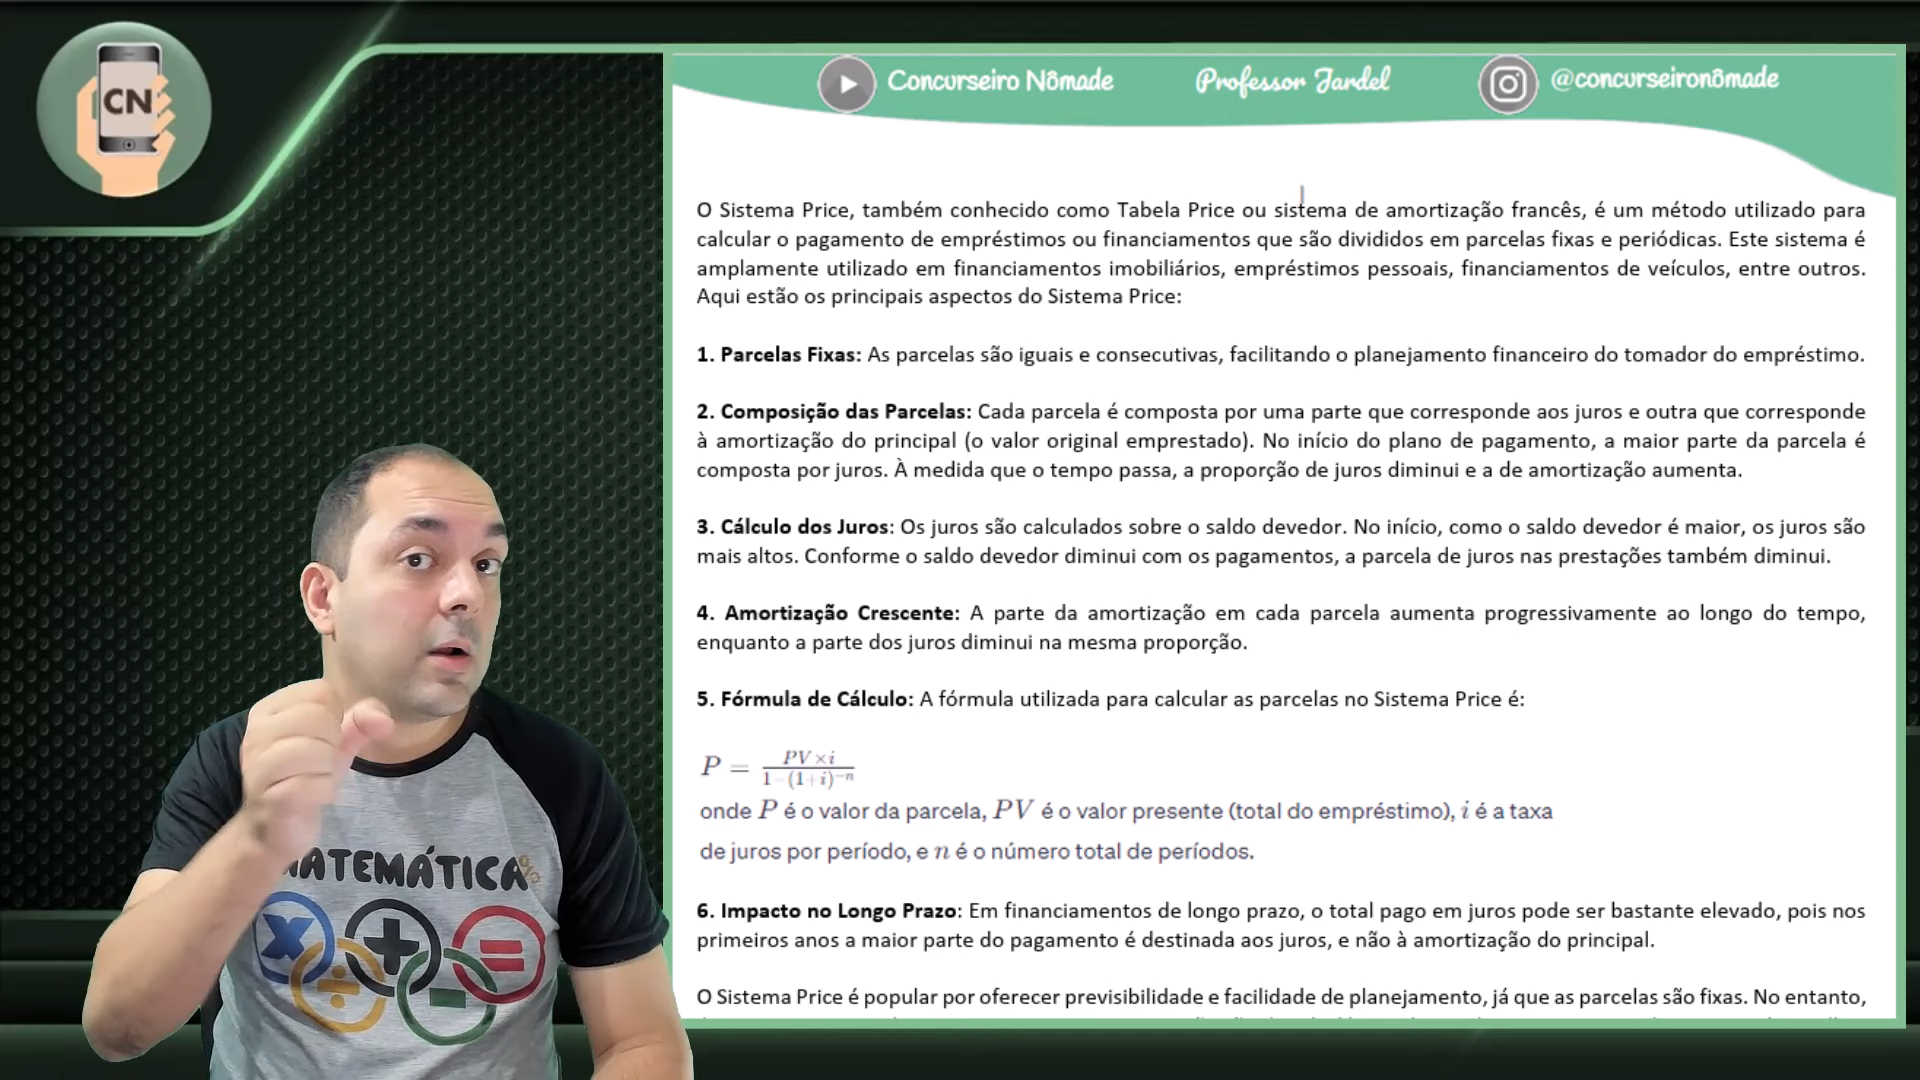 CN
Concurseiro Nômade
Professor Jardel
@concurseironômade
O Sistema Price, também conhecido como Tabela Price ou sistema de amortização francês, é um método utilizado para
calcular o pagamento de empréstimos ou financiamentos que são divididos em parcelas fixas e periódicas. Este sistema é
amplamente utilizado em financiamentos imobiliários, empréstimos pessoais, financiamentos de veículos, entre outros.
Aqui estão os principais aspectos do Sistema Price:
1. Parcelas Fixas: As parcelas são iguais e consecutivas, facilitando o planejamento financeiro do tomador do empréstimo.
2. Composição das Parcelas: Cada parcela é composta por uma parte que corresponde aos juros e outra que corresponde
à amortização do principal (o valor original emprestado). No início do plano de pagamento, a maior parte da parcela é
composta por juros. À medida que o tempo passa, a proporção de juros diminui e a de amortização aumenta.
3. Cálculo dos Juros: Os juros são calculados sobre o saldo devedor. No início, como o saldo devedor é maior, os juros são
mais altos. Conforme o saldo devedor diminui com os pagamentos, a parcela de juros nas prestações também diminui.
4. Amortização Crescente: A parte da amortização em cada parcela aumenta progressivamente ao longo do tempo,
enquanto a parte dos juros diminui na mesma proporção.
5. Fórmula de Cálculo: A fórmula utilizada para calcular as parcelas no Sistema Price é:
P = PV×i / 1−(1+i)^−n
onde P é o valor da parcela, PV é o valor presente (total do empréstimo), i é a taxa
de juros por período, e n é o número total de períodos.
6. Impacto no Longo Prazo: Em financiamentos de longo prazo, o total pago em juros pode ser bastante elevado, pois nos
primeiros anos a maior parte do pagamento é destinada aos juros, e não à amortização do principal.
O Sistema Price é popular por oferecer previsibilidade e facilidade de planejamento, já que as parcelas são fixas. No entanto,
MATEMÁTICA
%
x + =
÷ -